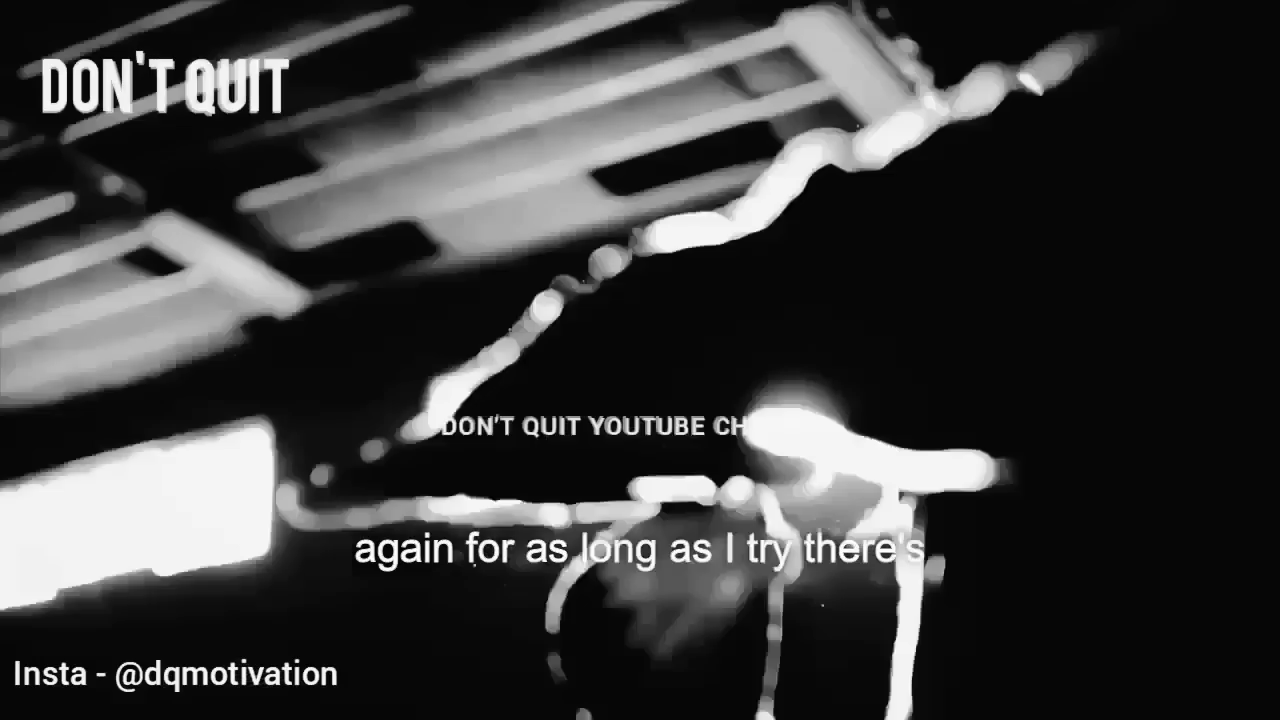 DON'T QUIT
DON'T QUIT YOUTUBE CH
again for as long as I try there's
Insta - @dqmotivation